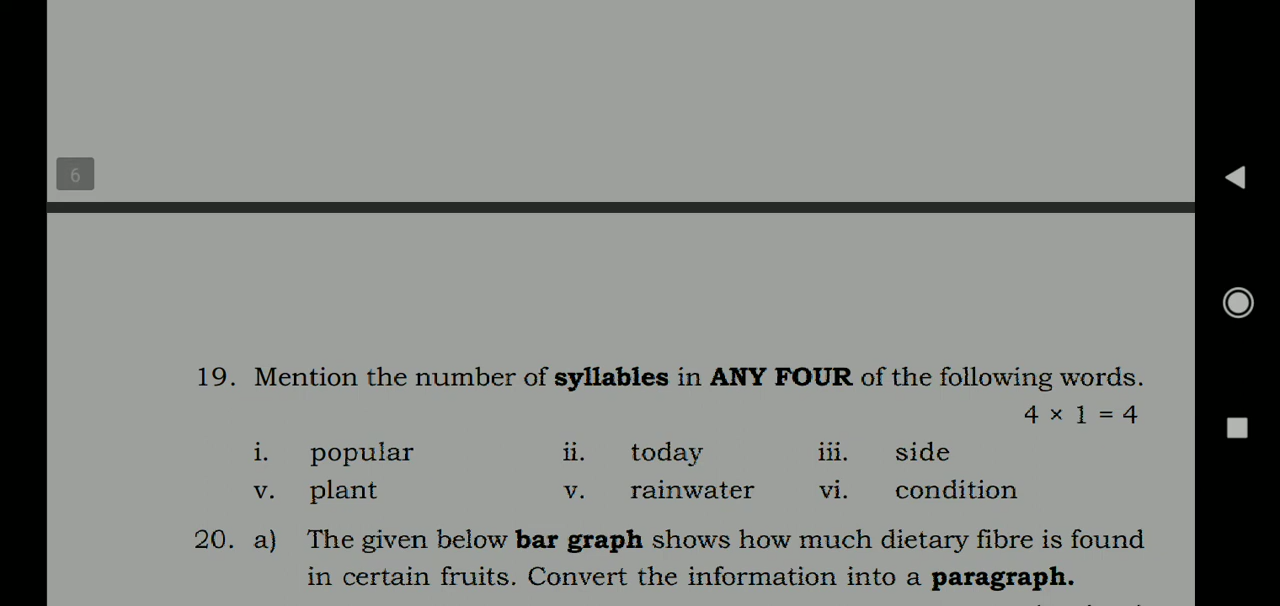 6
19. Mention the number of syllables in ANY FOUR of the following words.
4 × 1 = 4
i. popular ii. today iii. side
v. plant v. rainwater vi. condition
20. a) The given below bar graph shows how much dietary fibre is found
in certain fruits. Convert the information into a paragraph.